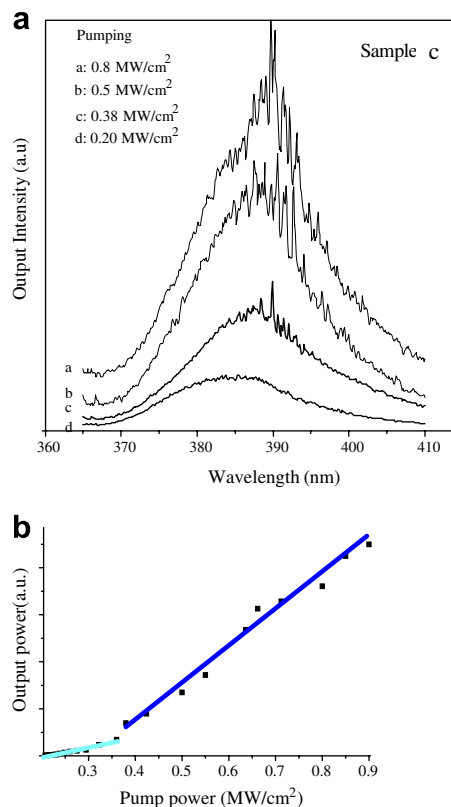 a
Pumping
Sample c
a: 0.8 MW/cm²
b: 0.5 MW/cm²
c: 0.38 MW/cm²
d: 0.20 MW/cm²
Output Intensity (a.u)
a
b
c
d
360 370 380 390 400 410
Wavelength (nm)
b
Output power(a.u.)
0.3 0.4 0.5 0.6 0.7 0.8 0.9
Pump power (MW/cm²)